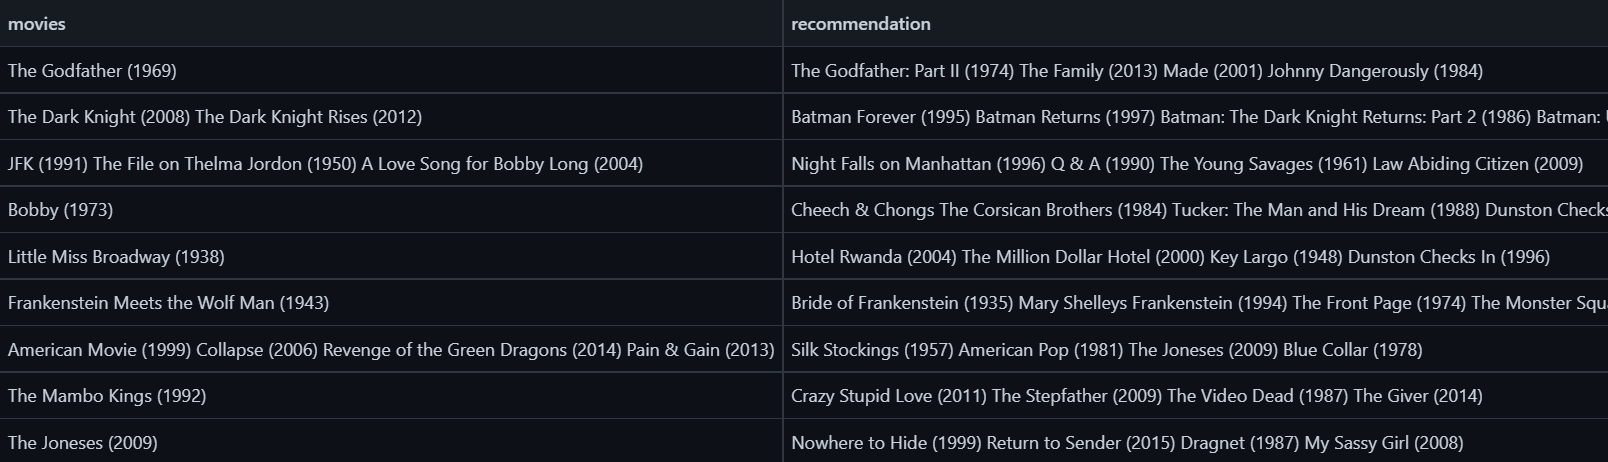 movies recommendation
The Godfather (1969) The Godfather: Part II (1974) The Family (2013) Made (2001) Johnny Dangerously (1984)
The Dark Knight (2008) The Dark Knight Rises (2012) Batman Forever (1995) Batman Returns (1997) Batman: The Dark Knight Returns: Part 2 (1986) Batman:
JFK (1991) The File on Thelma Jordon (1950) A Love Song for Bobby Long (2004) Night Falls on Manhattan (1996) Q & A (1990) The Young Savages (1961) Law Abiding Citizen (2009)
Bobby (1973) Cheech & Chongs The Corsican Brothers (1984) Tucker: The Man and His Dream (1988) Dunston Checks
Little Miss Broadway (1938) Hotel Rwanda (2004) The Million Dollar Hotel (2000) Key Largo (1948) Dunston Checks In (1996)
Frankenstein Meets the Wolf Man (1943) Bride of Frankenstein (1935) Mary Shelleys Frankenstein (1994) The Front Page (1974) The Monster Squ
American Movie (1999) Collapse (2006) Revenge of the Green Dragons (2014) Pain & Gain (2013) Silk Stockings (1957) American Pop (1981) The Joneses (2009) Blue Collar (1978)
The Mambo Kings (1992) Crazy Stupid Love (2011) The Stepfather (2009) The Video Dead (1987) The Giver (2014)
The Joneses (2009) Nowhere to Hide (1999) Return to Sender (2015) Dragnet (1987) My Sassy Girl (2008)